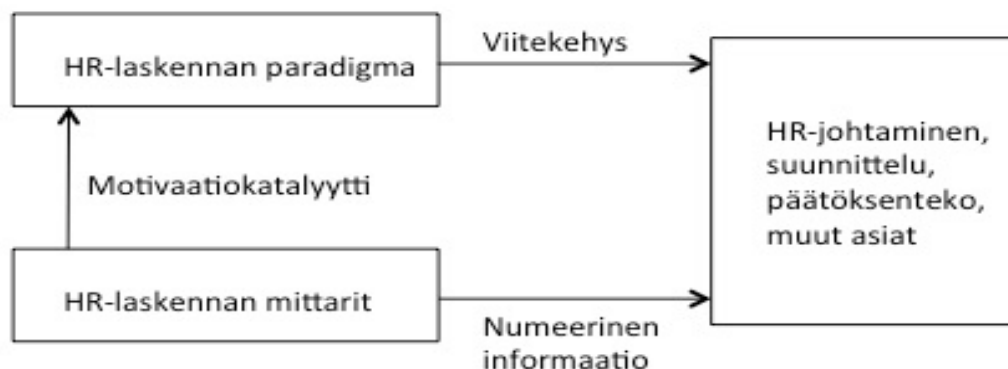 HR-laskennan paradigma
Viitekehys
HR-johtaminen,
suunnittelu,
päätöksenteko,
muut asiat
Motivaatiokatalyytti
HR-laskennan mittarit
Numeerinen
informaatio